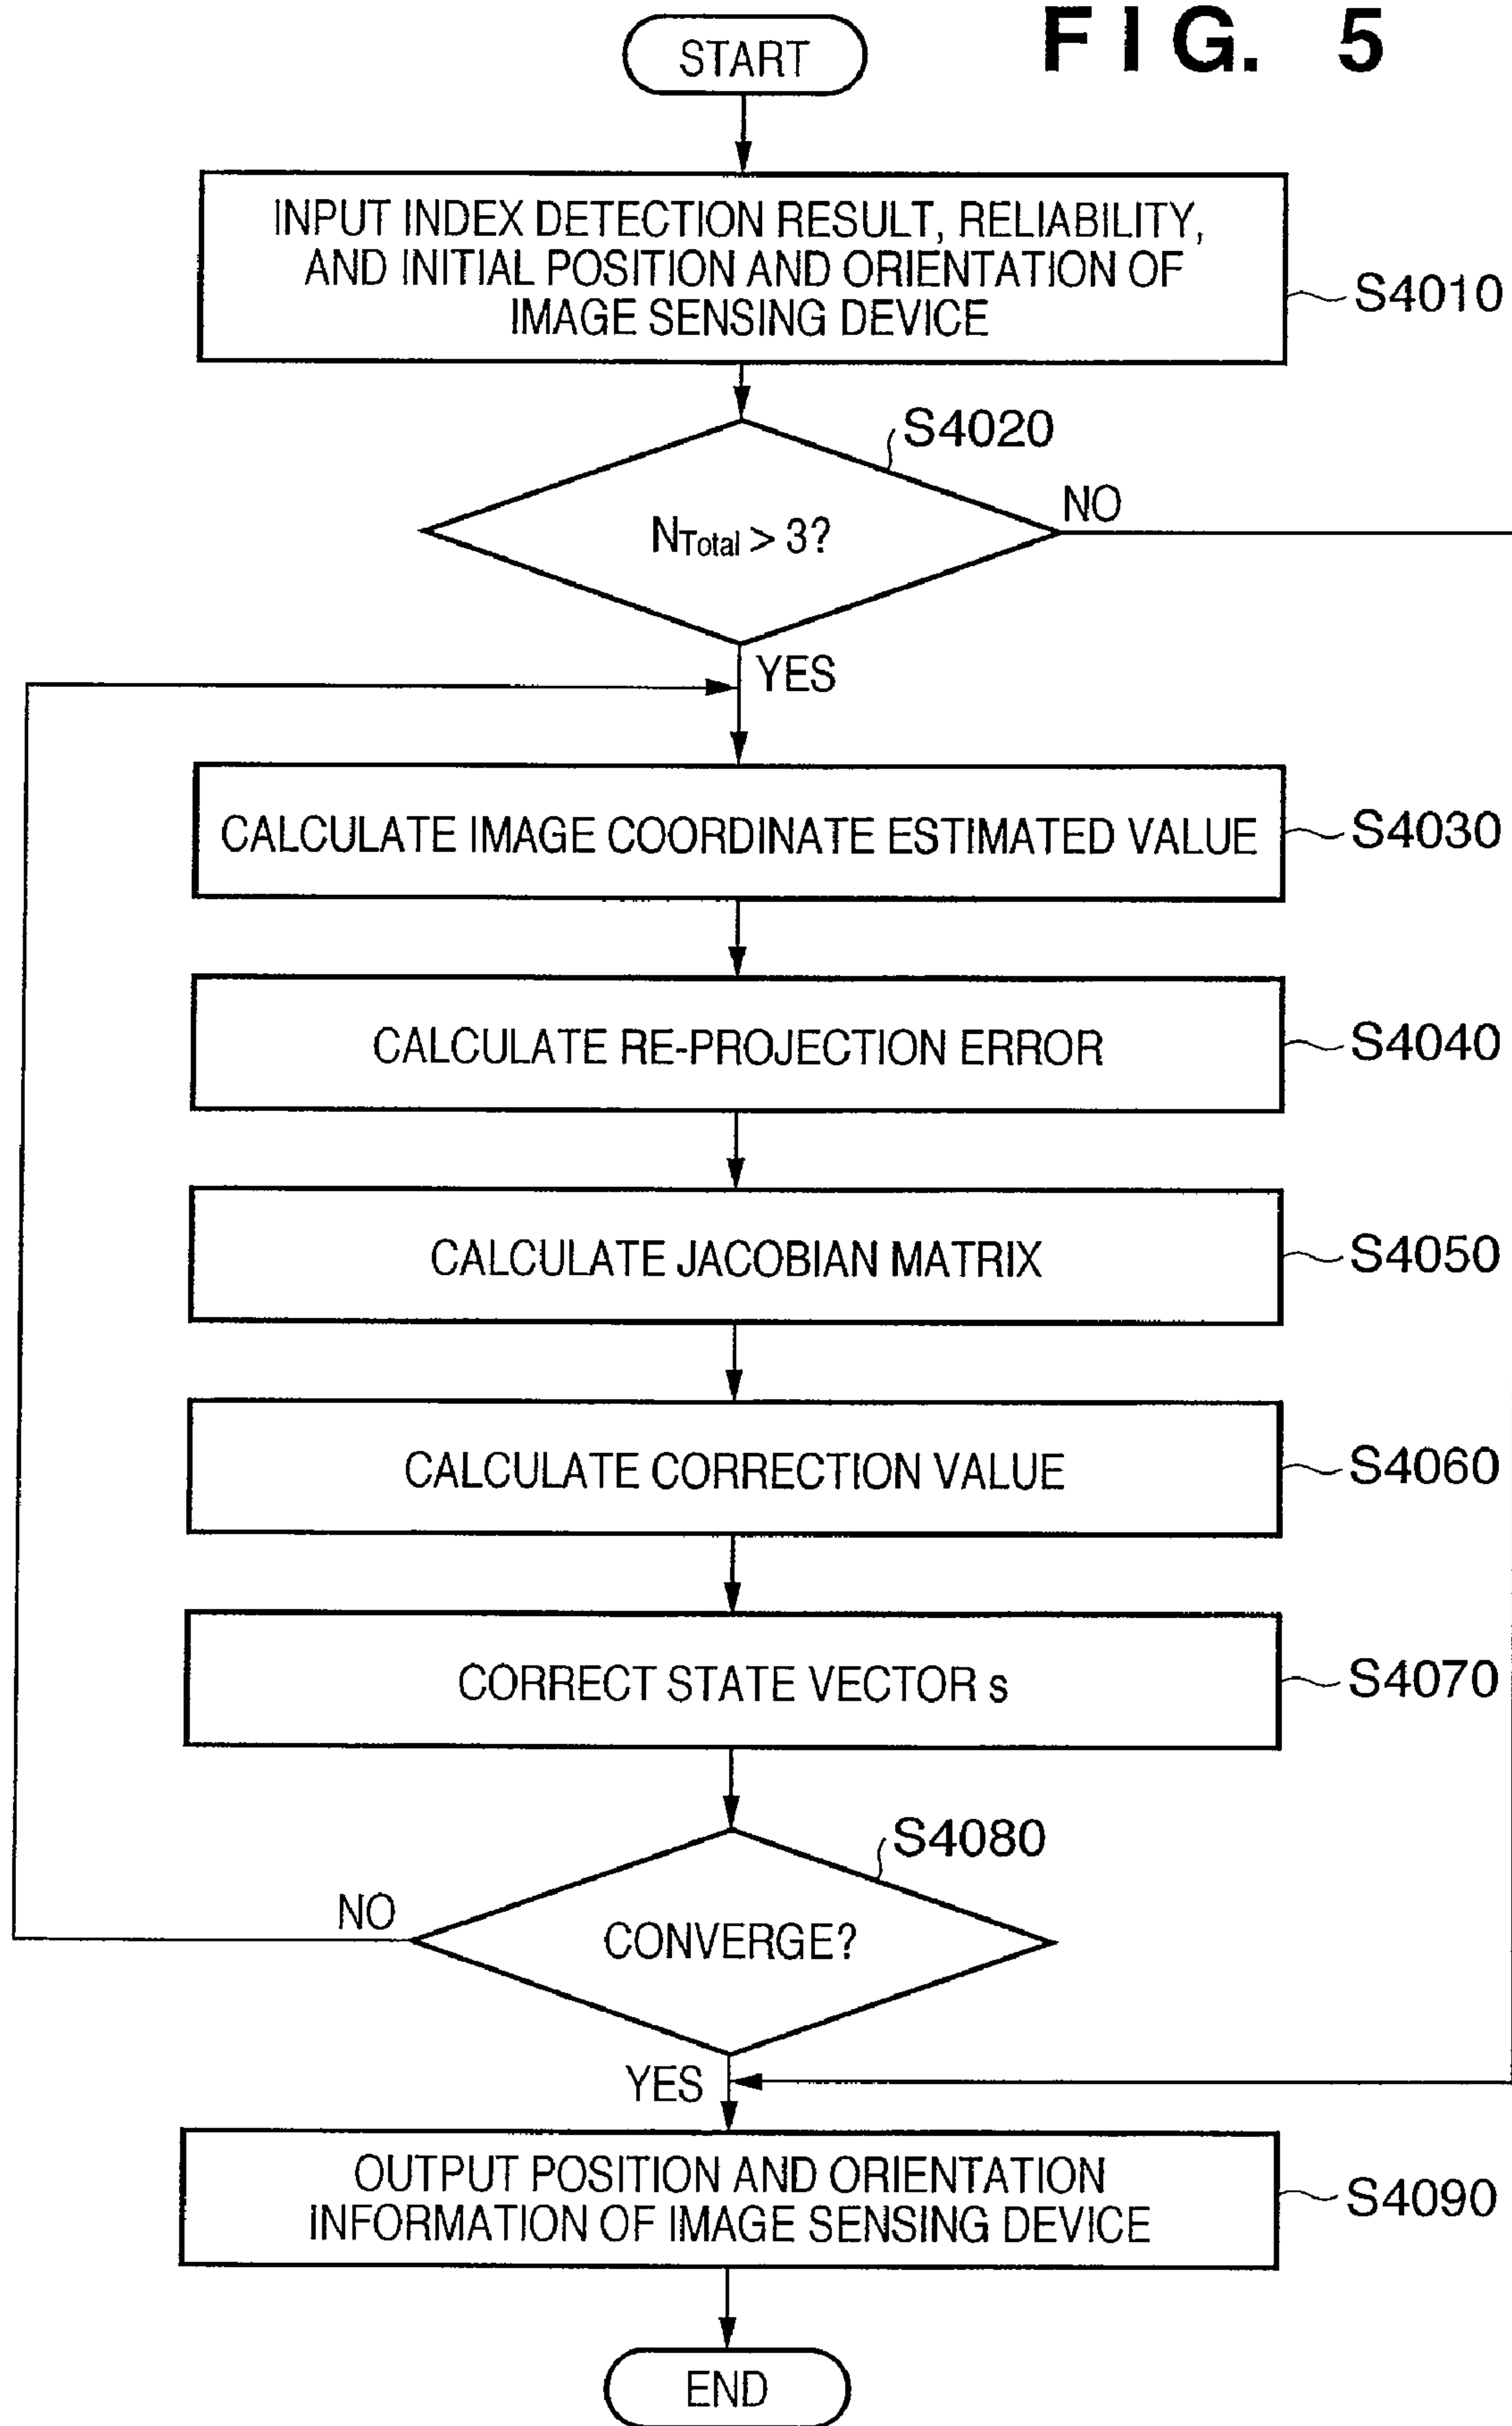 FIG. 5
START
INPUT INDEX DETECTION RESULT, RELIABILITY,
AND INITIAL POSITION AND ORIENTATION OF
IMAGE SENSING DEVICE
S4010
S4020
NTotal > 3?
NO
YES
CALCULATE IMAGE COORDINATE ESTIMATED VALUE
S4030
CALCULATE RE-PROJECTION ERROR
S4040
CALCULATE JACOBIAN MATRIX
S4050
CALCULATE CORRECTION VALUE
S4060
CORRECT STATE VECTOR s
S4070
S4080
NO
CONVERGE?
YES
OUTPUT POSITION AND ORIENTATION
INFORMATION OF IMAGE SENSING DEVICE
S4090
END